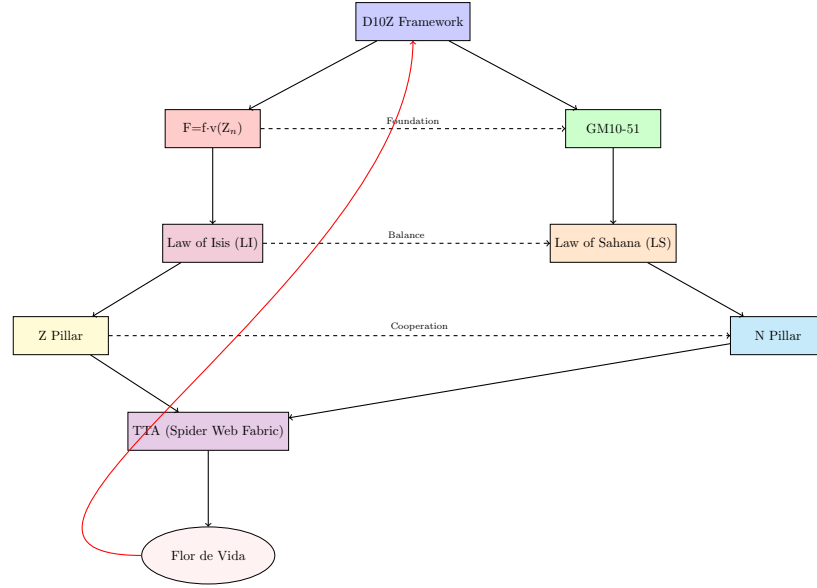 D10Z Framework
F=f·v(Zₙ)
Foundation
GM10-51
Law of Isis (LI)
Balance
Law of Sahana (LS)
Z Pillar
Cooperation
N Pillar
TTA (Spider Web Fabric)
Flor de Vida